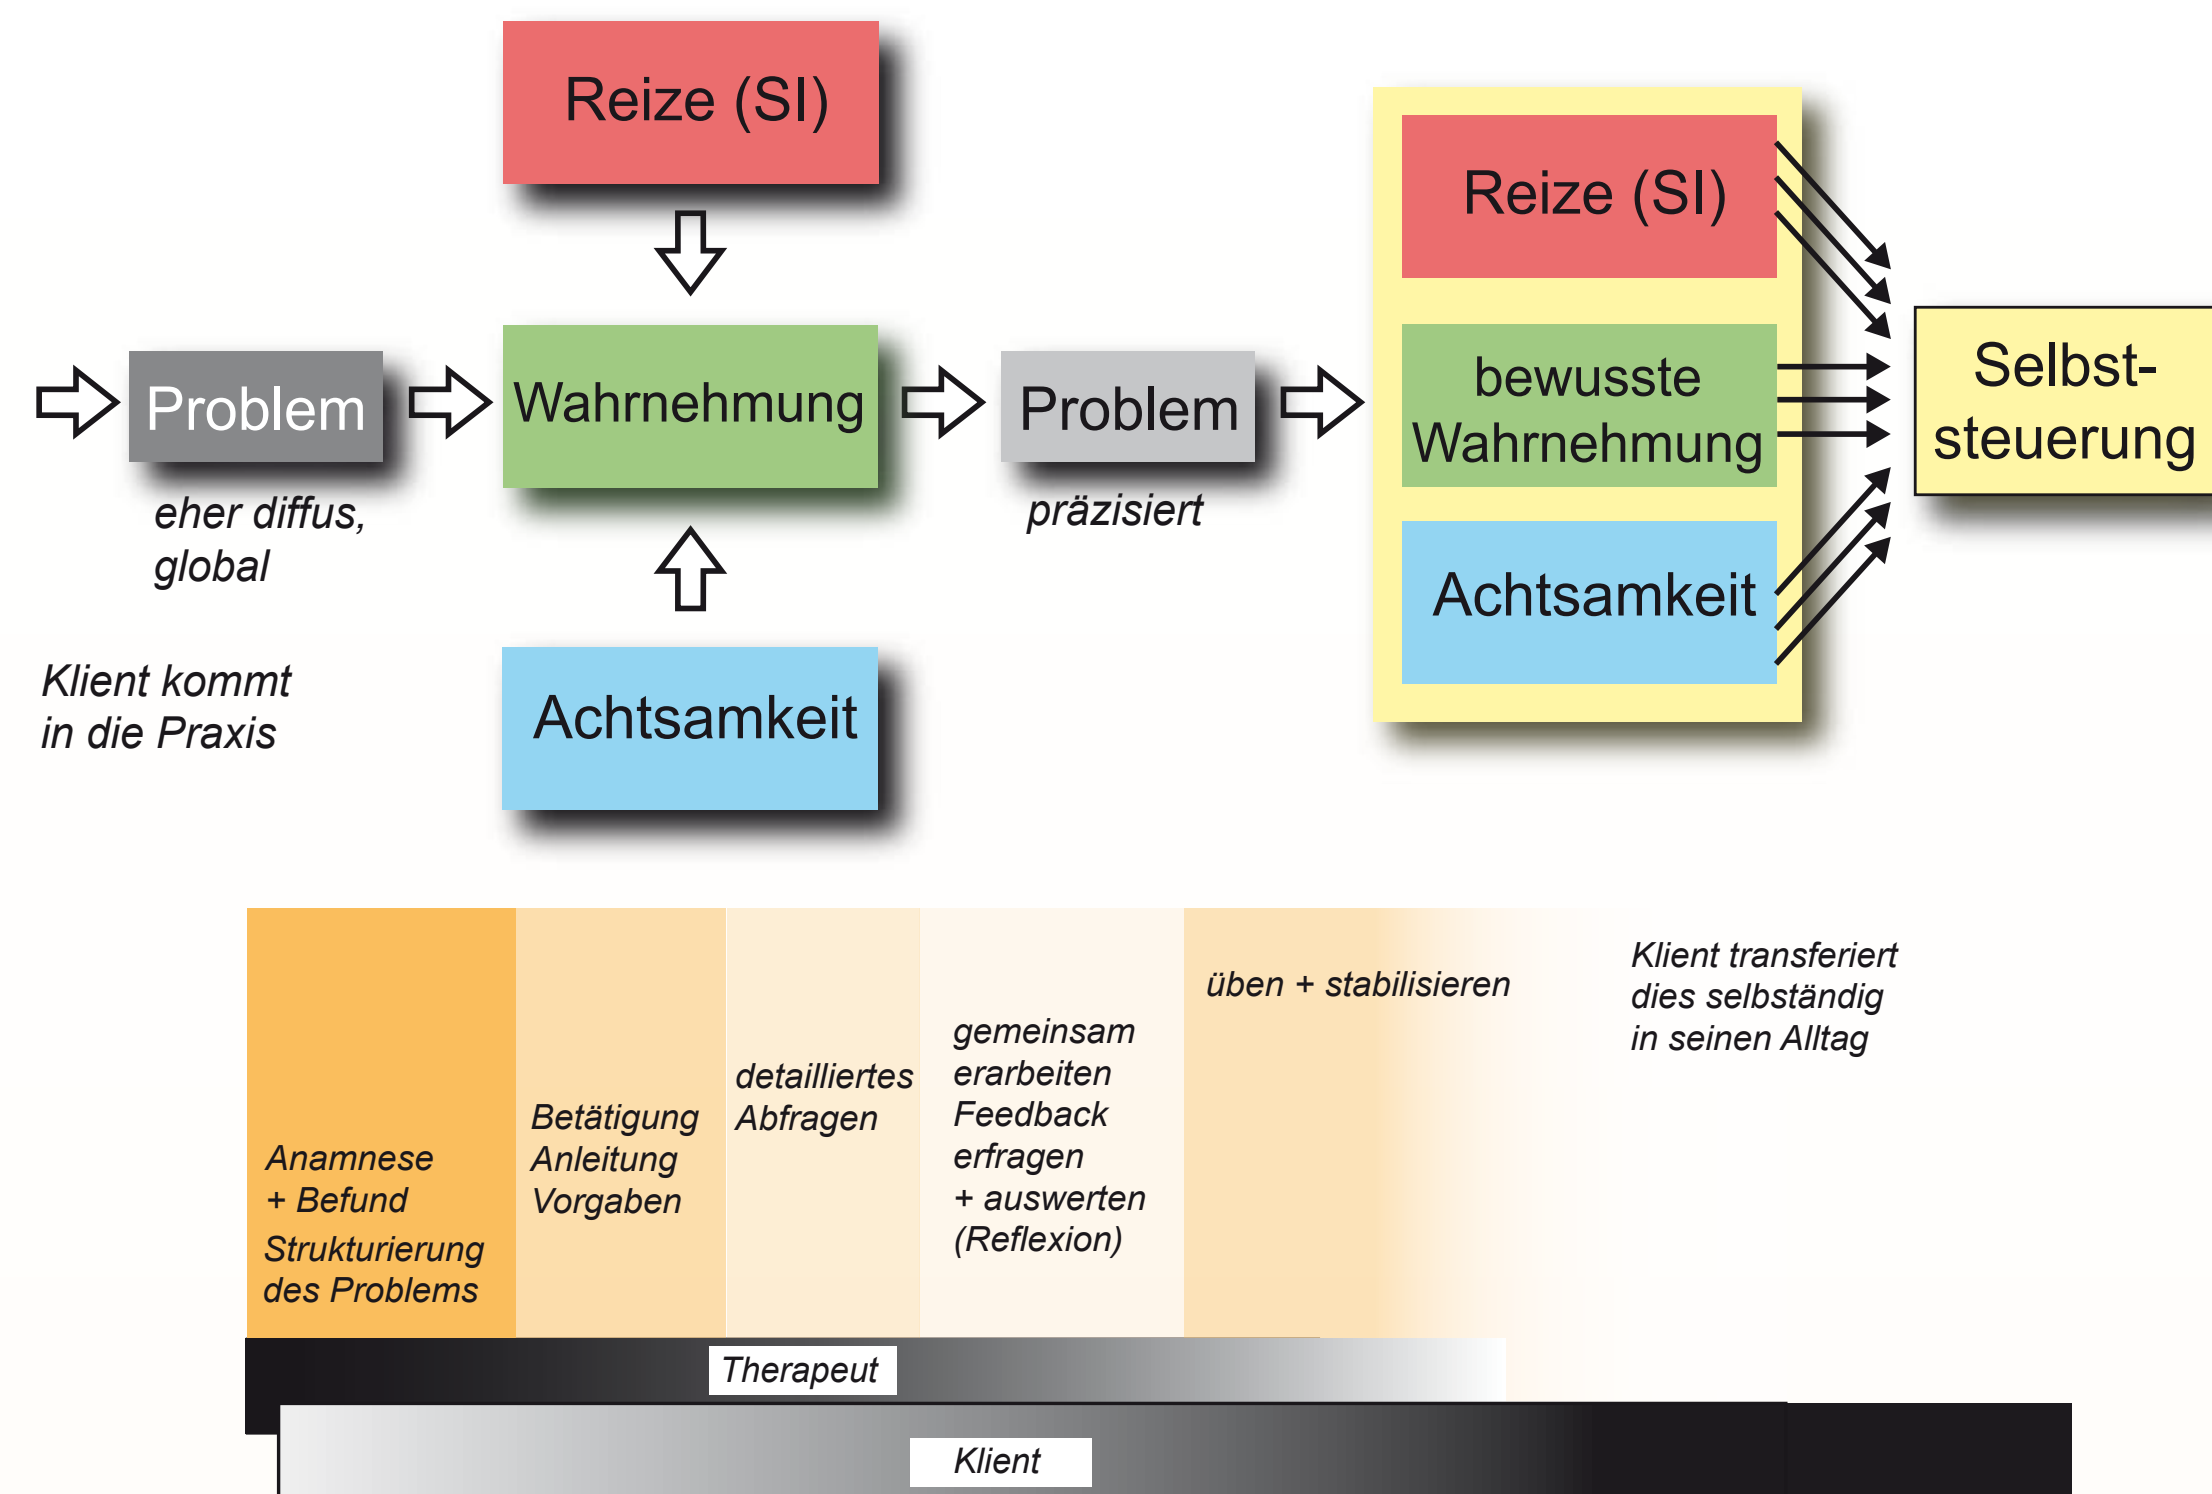 Reize (SI)
Problem
eher diffus,
global
Klient kommt
in die Praxis
Wahrnehmung
Achtsamkeit
Problem
präzisiert
Reize (SI)
bewusste
Wahrnehmung
Achtsamkeit
Selbst-
steuerung
Anamnese
+ Befund
Strukturierung
des Problems
Betätigung
Anleitung
Vorgaben
detailliertes
Abfragen
gemeinsam
erarbeiten
Feedback
erfragen
+ auswerten
(Reflexion)
üben + stabilisieren
Klient transferiert
dies selbständig
in seinen Alltag
Therapeut
Klient